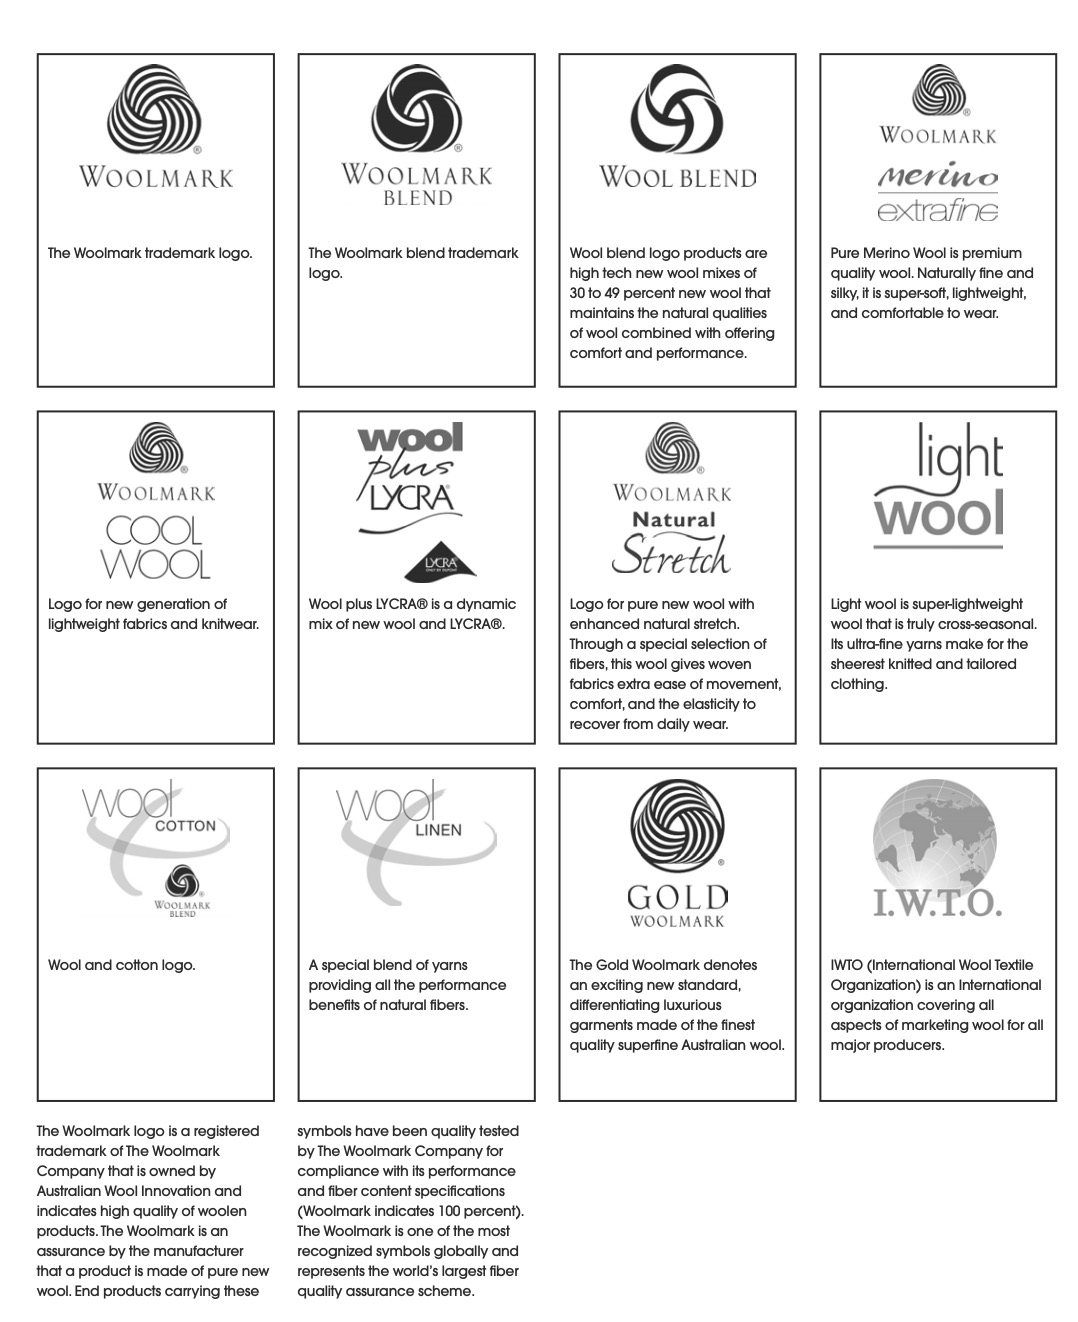 WOOLMARK
The Woolmark trademark logo.
WOOLMARK
BLEND
The Woolmark blend trademark
logo.
WOOL BLEND
Wool blend logo products are
high tech new wool mixes of
30 to 49 percent new wool that
maintains the natural qualities
of wool combined with offering
comfort and performance.
WOOLMARK
merino
extrafine
Pure Merino Wool is premium
quality wool. Naturally fine and
silky, it is super-soft, lightweight,
and comfortable to wear.
WOOLMARK
COOL
WOOL
Logo for new generation of
lightweight fabrics and knitwear.
wool
plus
LYCRA®
LYCRA®
ONLY BY DUPONT
Wool plus LYCRA® is a dynamic
mix of new wool and LYCRA®.
WOOLMARK
Natural
Stretch
Logo for pure new wool with
enhanced natural stretch.
Through a special selection of
fibers, this wool gives woven
fabrics extra ease of movement,
comfort, and the elasticity to
recover from daily wear.
light
wool
Light wool is super-lightweight
wool that is truly cross-seasonal.
Its ultra-fine yarns make for the
sheerest knitted and tailored
clothing.
wool
COTTON
WOOLMARK
BLEND
Wool and cotton logo.
wool
LINEN
A special blend of yarns
providing all the performance
benefits of natural fibers.
GOLD
WOOLMARK
The Gold Woolmark denotes
an exciting new standard,
differentiating luxurious
garments made of the finest
quality superfine Australian wool.
I.W.T.O.
IWTO (International Wool Textile
Organization) is an International
organization covering all
aspects of marketing wool for all
major producers.
The Woolmark logo is a registered
trademark of The Woolmark
Company that is owned by
Australian Wool Innovation and
indicates high quality of woolen
products. The Woolmark is an
assurance by the manufacturer
that a product is made of pure new
wool. End products carrying these
symbols have been quality tested
by The Woolmark Company for
compliance with its performance
and fiber content specifications
(Woolmark indicates 100 percent).
The Woolmark is one of the most
recognized symbols globally and
represents the world's largest fiber
quality assurance scheme.